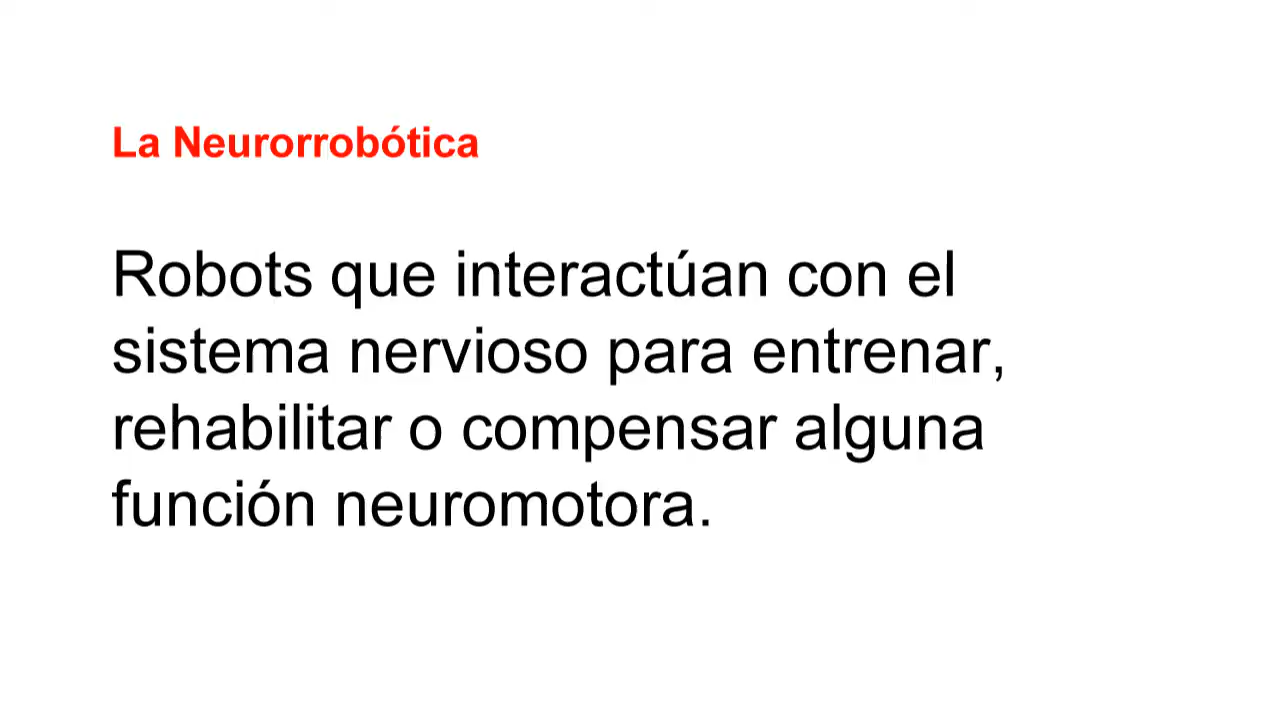 La Neurorrobótica
Robots que interactúan con el
sistema nervioso para entrenar,
rehabilitar o compensar alguna
función neuromotora.